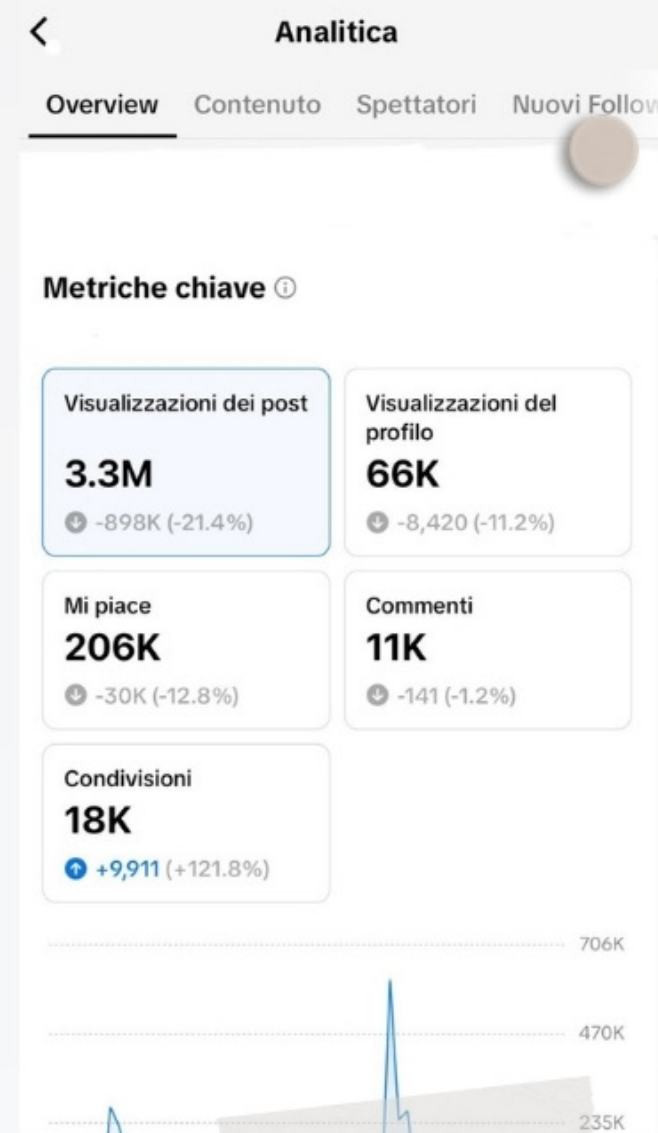 Analitica
Overview Contenuto Spettatori Nuovi Follow
Metriche chiave
Visualizzazioni dei post
3.3M
-898K (-21.4%)
Visualizzazioni del
profilo
66K
-8,420 (-11.2%)
Mi piace
206K
-30K (-12.8%)
Commenti
11K
-141 (-1.2%)
Condivisioni
18K
+9,911 (+121.8%)
706K
470K
235K